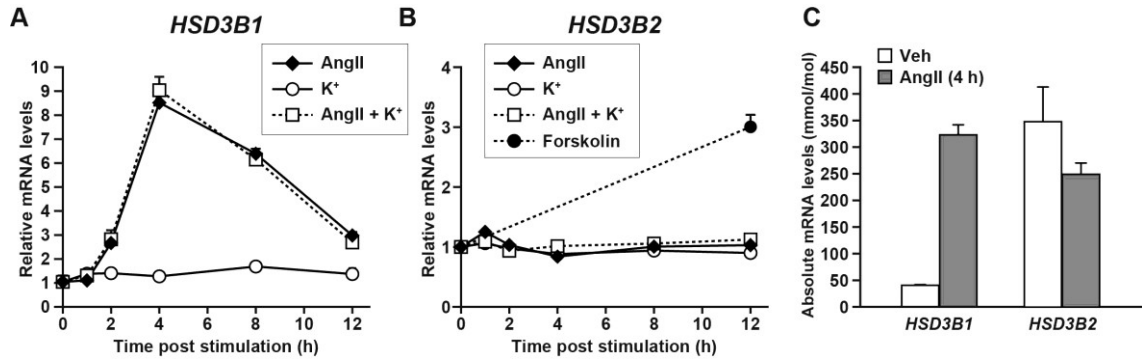 A
HSD3B1
Relative mRNA levels
10
9
8
7
6
5
4
3
2
1
0
0 2 4 6 8 10 12
Time post stimulation (h)
AngII
K⁺
AngII + K⁺
B
HSD3B2
Relative mRNA levels
4
3
2
1
0
0 2 4 6 8 10 12
Time post stimulation (h)
AngII
K⁺
AngII + K⁺
Forskolin
C
Veh
AngII (4 h)
Absolute mRNA levels (mmol/mol)
450
400
350
300
250
200
150
100
50
0
HSD3B1 HSD3B2